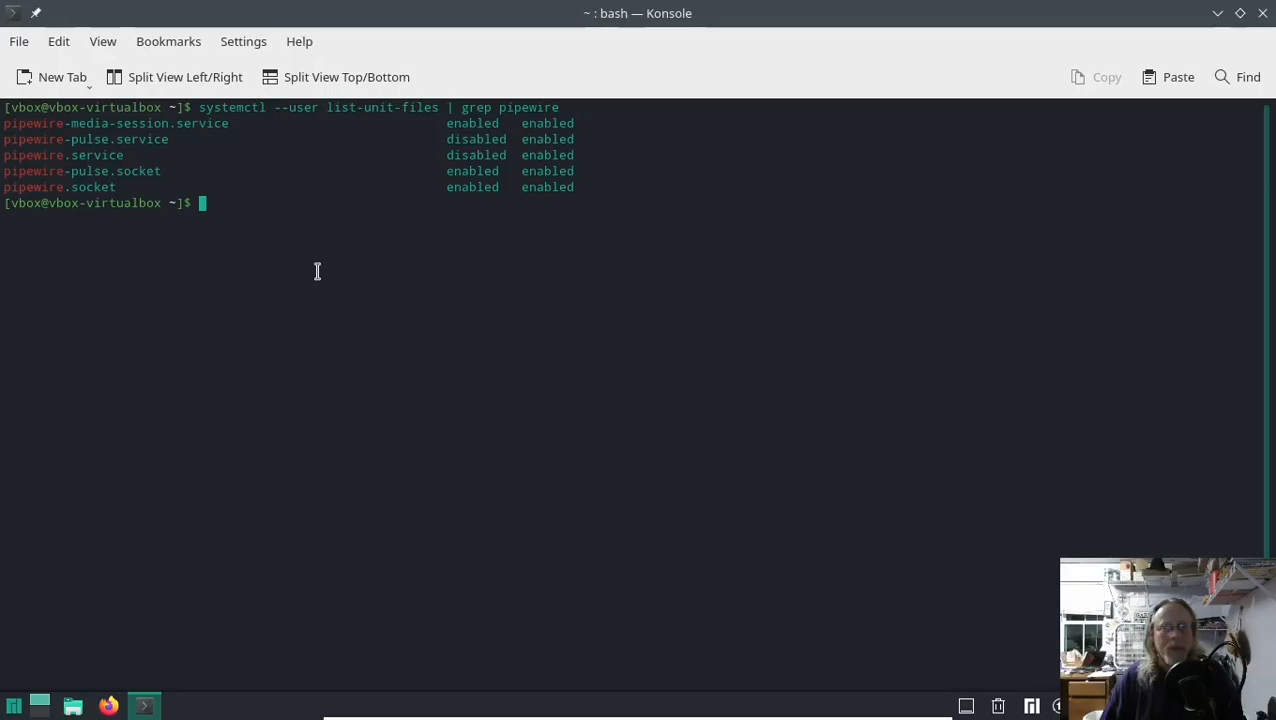 ~ : bash — Konsole
File Edit View Bookmarks Settings Help
New Tab Split View Left/Right Split View Top/Bottom Copy Paste Find
[vbox@vbox-virtualbox ~]$ systemctl --user list-unit-files | grep pipewire
pipewire-media-session.service enabled enabled
pipewire-pulse.service disabled enabled
pipewire.service disabled enabled
pipewire-pulse.socket enabled enabled
pipewire.socket enabled enabled
[vbox@vbox-virtualbox ~]$